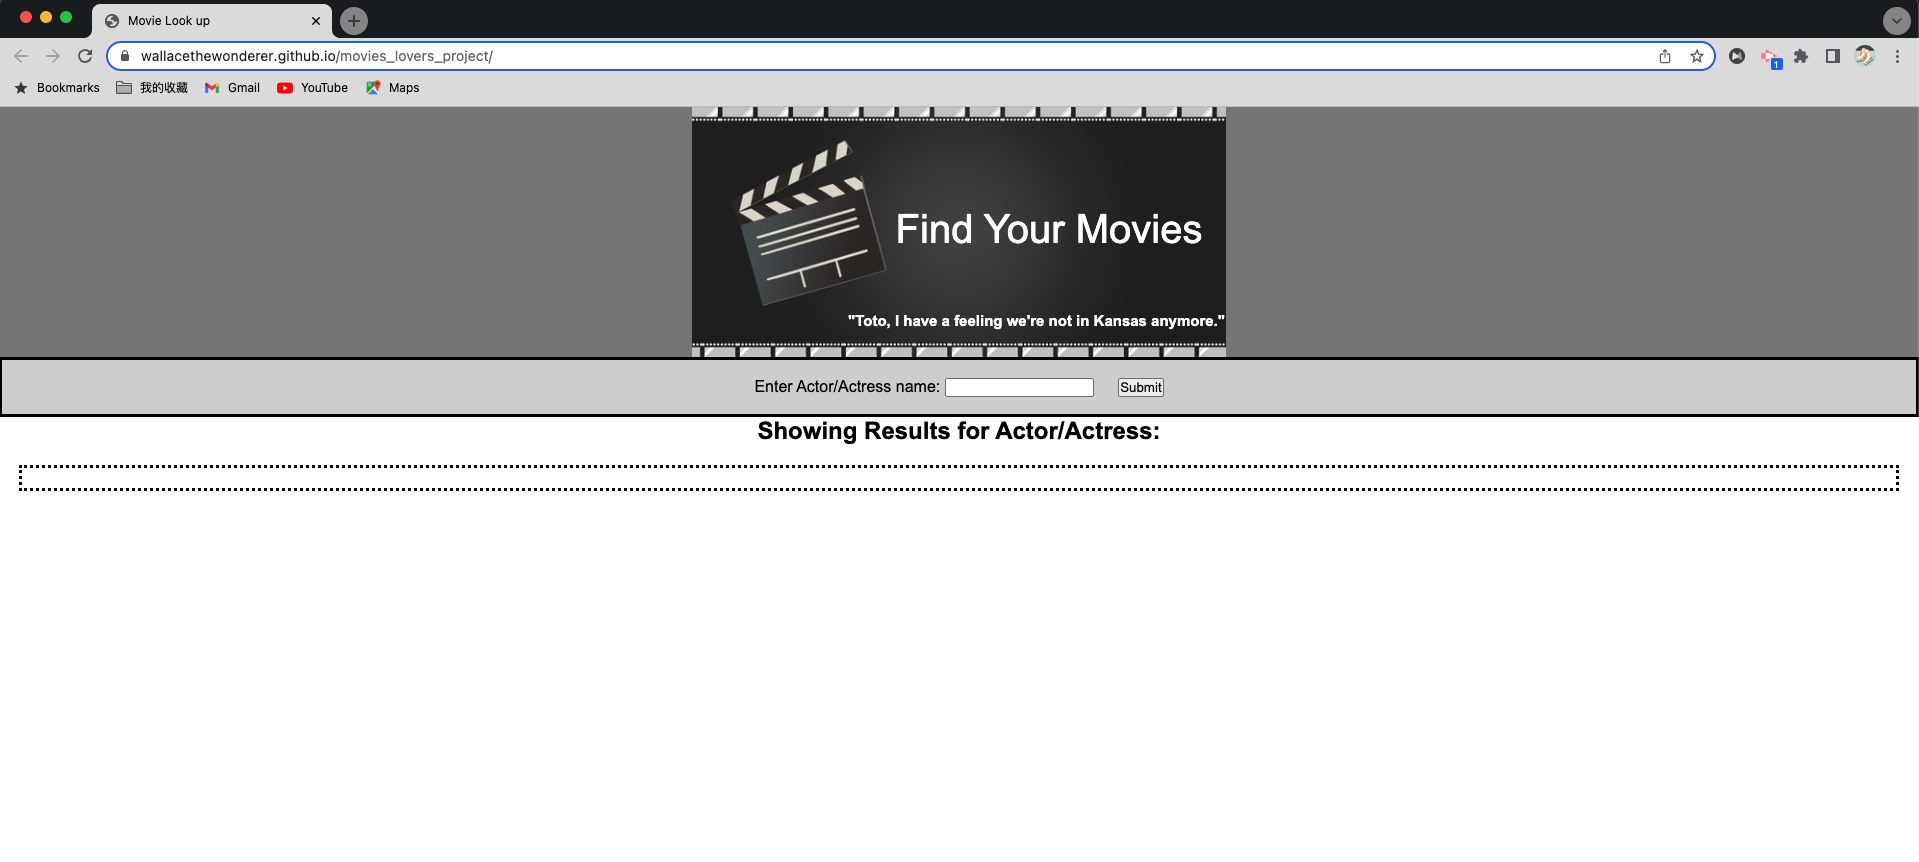 Movie Look up
wallacethewonderer.github.io/movies_lovers_project/
1
Bookmarks 我的收藏 Gmail YouTube Maps
Find Your Movies
"Toto, I have a feeling we're not in Kansas anymore."
Enter Actor/Actress name: Submit
Showing Results for Actor/Actress: